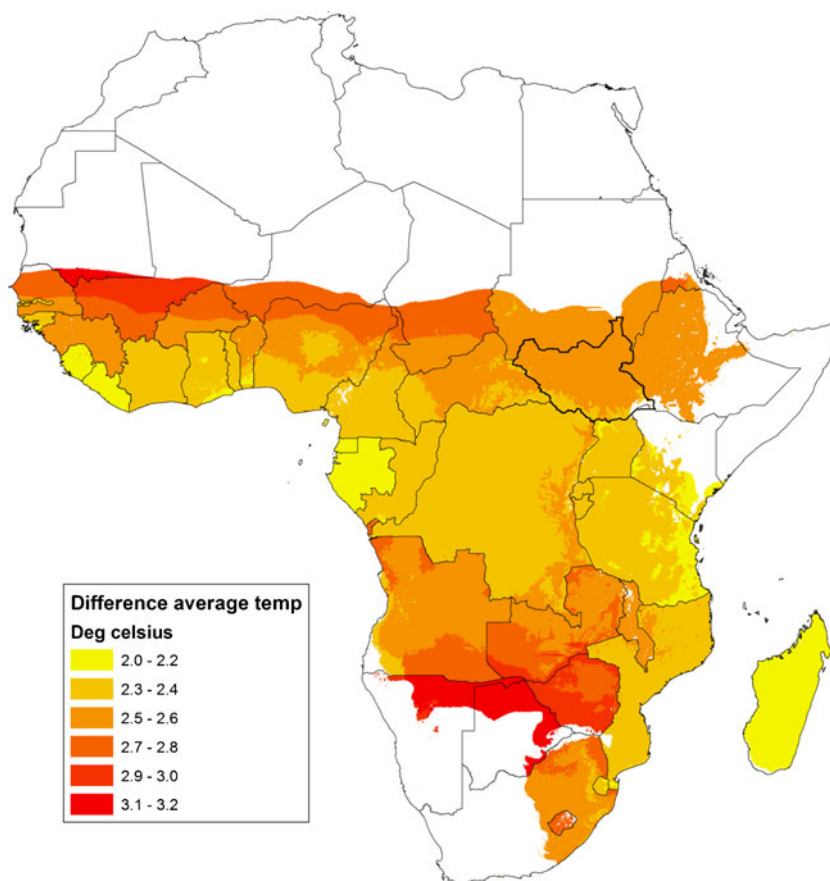 Difference average temp
Deg celsius
2.0 - 2.2
2.3 - 2.4
2.5 - 2.6
2.7 - 2.8
2.9 - 3.0
3.1 - 3.2